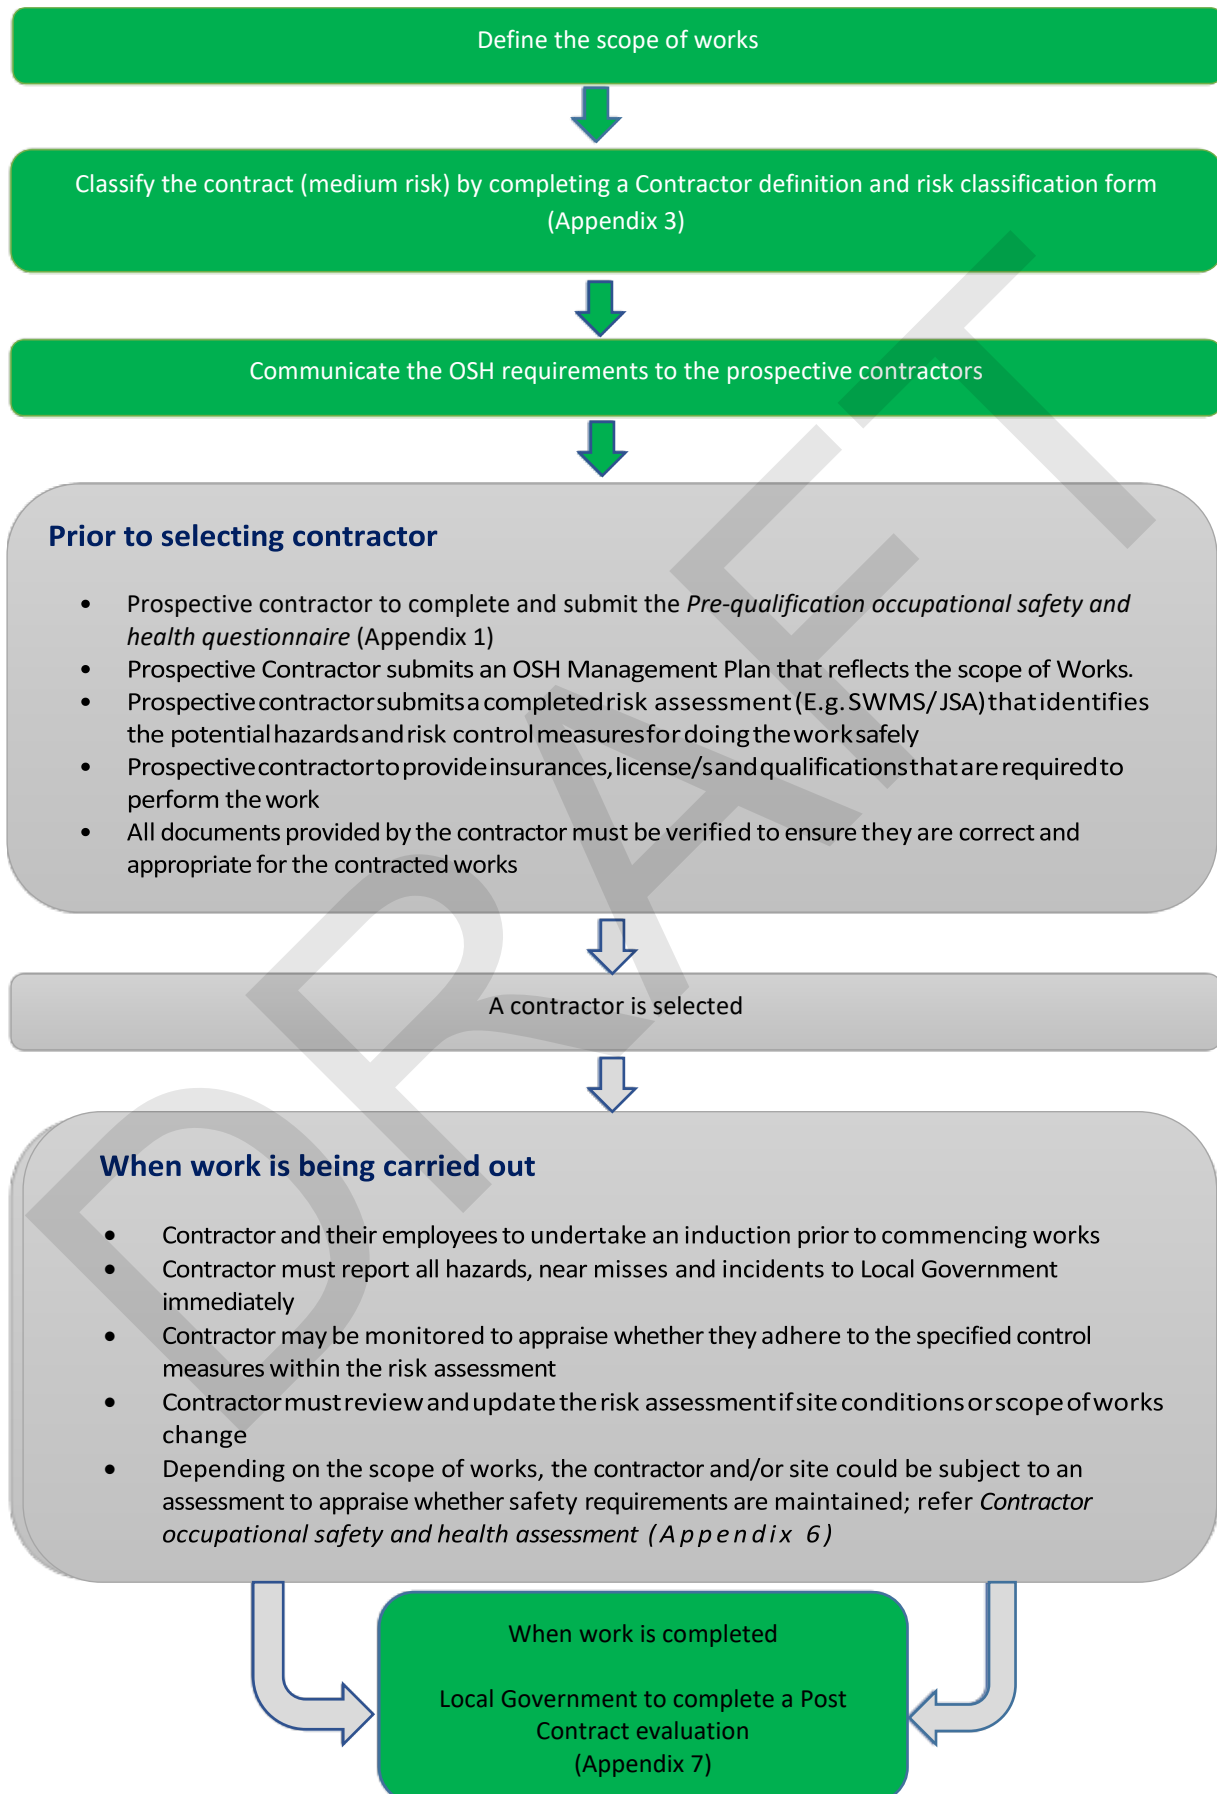 Define the scope of works
Classify the contract (medium risk) by completing a Contractor definition and risk classification form
(Appendix 3)
Communicate the OSH requirements to the prospective contractors
Prior to selecting contractor
• Prospective contractor to complete and submit the Pre-qualification occupational safety and
health questionnaire (Appendix 1)
• Prospective Contractor submits an OSH Management Plan that reflects the scope of Works.
• Prospective contractor submits a completed risk assessment (E.g. SWMS/JSA) that identifies
the potential hazards and risk control measures for doing the work safely
• Prospective contractor to provide insurances, license/s and qualifications that are required to
perform the work
• All documents provided by the contractor must be verified to ensure they are correct and
appropriate for the contracted works
A contractor is selected
When work is being carried out
• Contractor and their employees to undertake an induction prior to commencing works
• Contractor must report all hazards, near misses and incidents to Local Government
immediately
• Contractor may be monitored to appraise whether they adhere to the specified control
measures within the risk assessment
• Contractor must review and update the risk assessment if site conditions or scope of works
change
• Depending on the scope of works, the contractor and/or site could be subject to an
assessment to appraise whether safety requirements are maintained; refer Contractor
occupational safety and health assessment (Appendix 6)
When work is completed
Local Government to complete a Post
Contract evaluation
(Appendix 7)
DRAFT